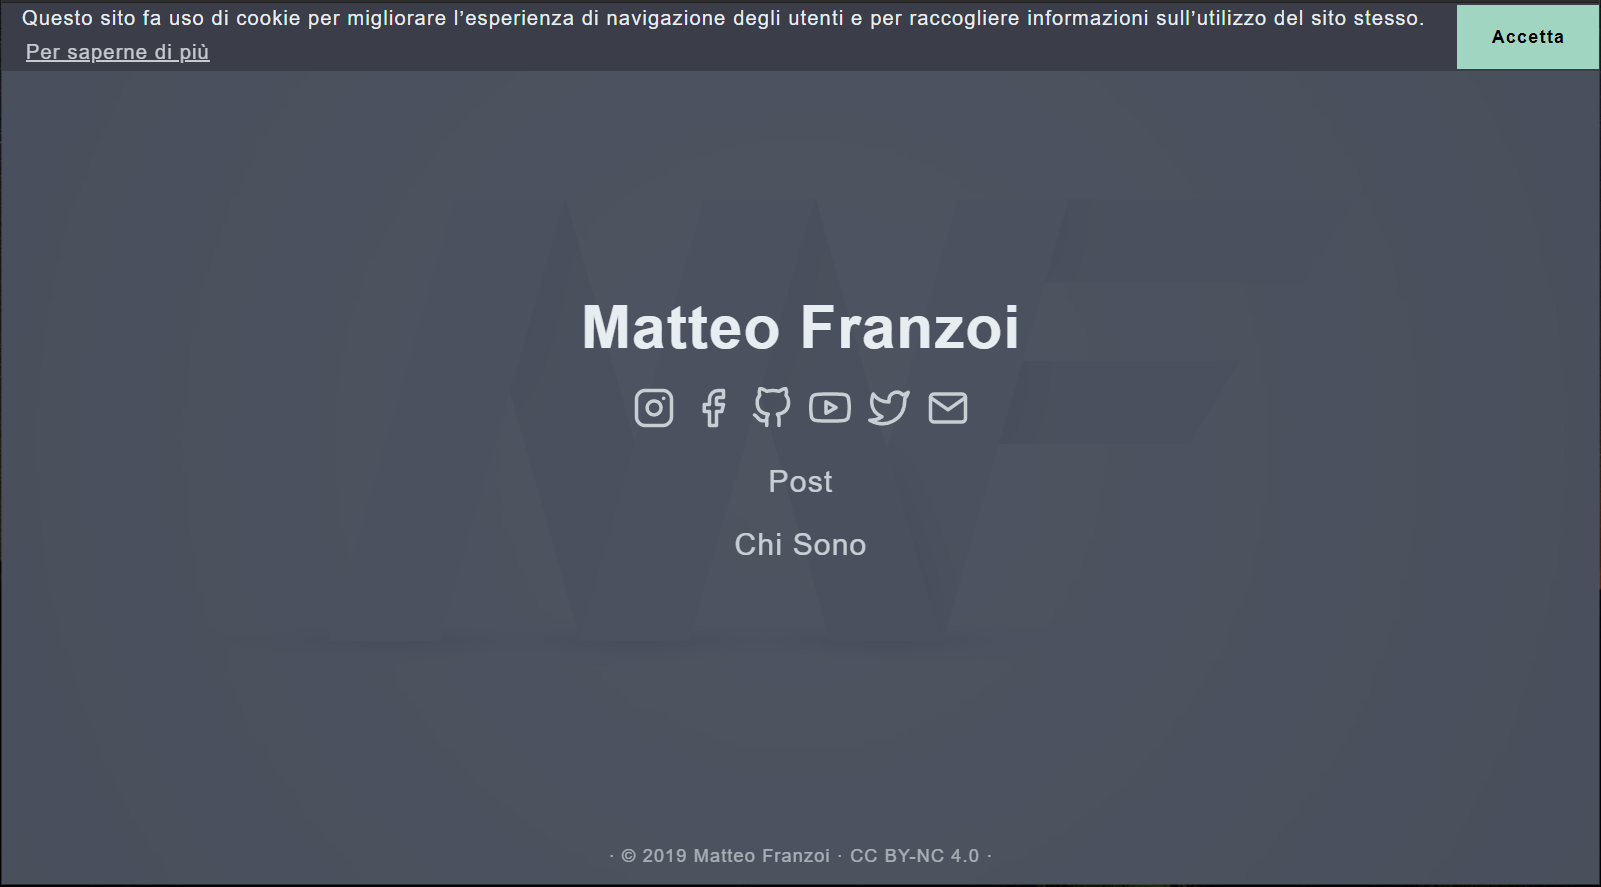 Questo sito fa uso di cookie per migliorare l’esperienza di navigazione degli utenti e per raccogliere informazioni sull’utilizzo del sito stesso.
Per saperne di più
Accetta
Matteo Franzoi
Post
Chi Sono
· © 2019 Matteo Franzoi · CC BY-NC 4.0 ·